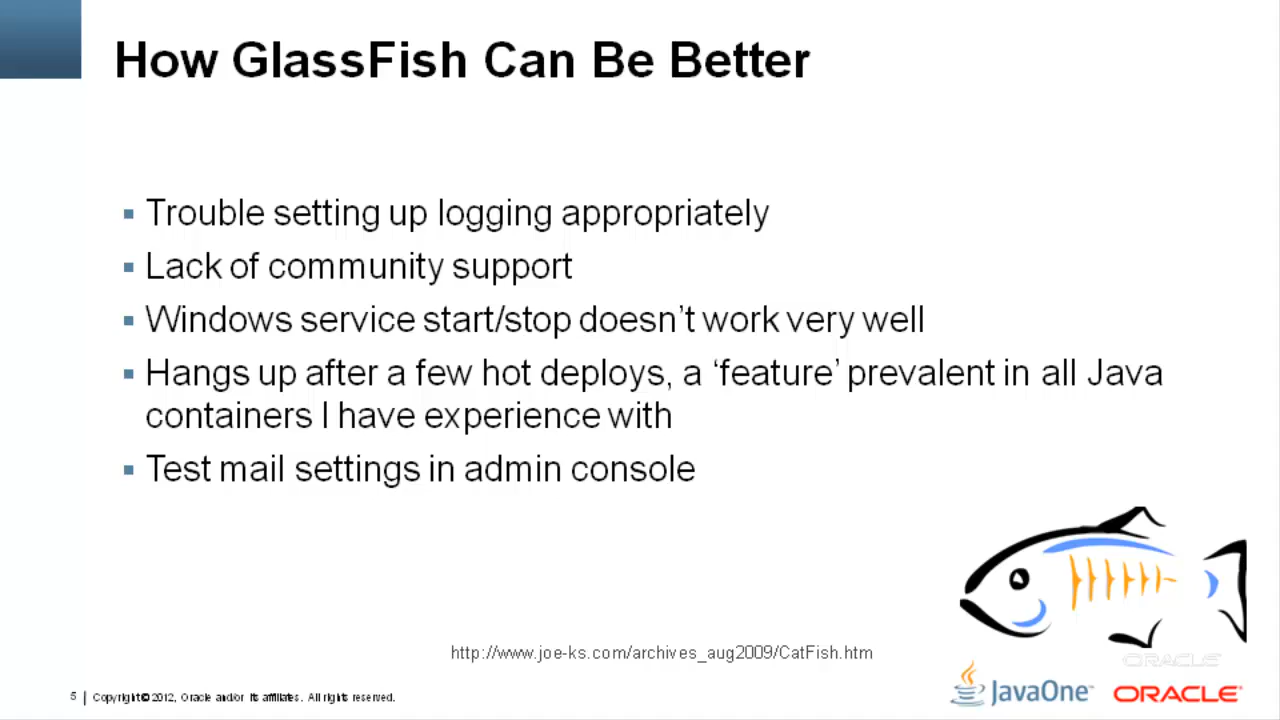 How GlassFish Can Be Better
▪ Trouble setting up logging appropriately
▪ Lack of community support
▪ Windows service start/stop doesn’t work very well
▪ Hangs up after a few hot deploys, a ‘feature’ prevalent in all Java
containers I have experience with
▪ Test mail settings in admin console
http://www.joe-ks.com/archives_aug2009/CatFish.htm
ORACLE
5 | Copyright © 2012, Oracle and/or its affiliates. All rights reserved.
JavaOne™
ORACLE®